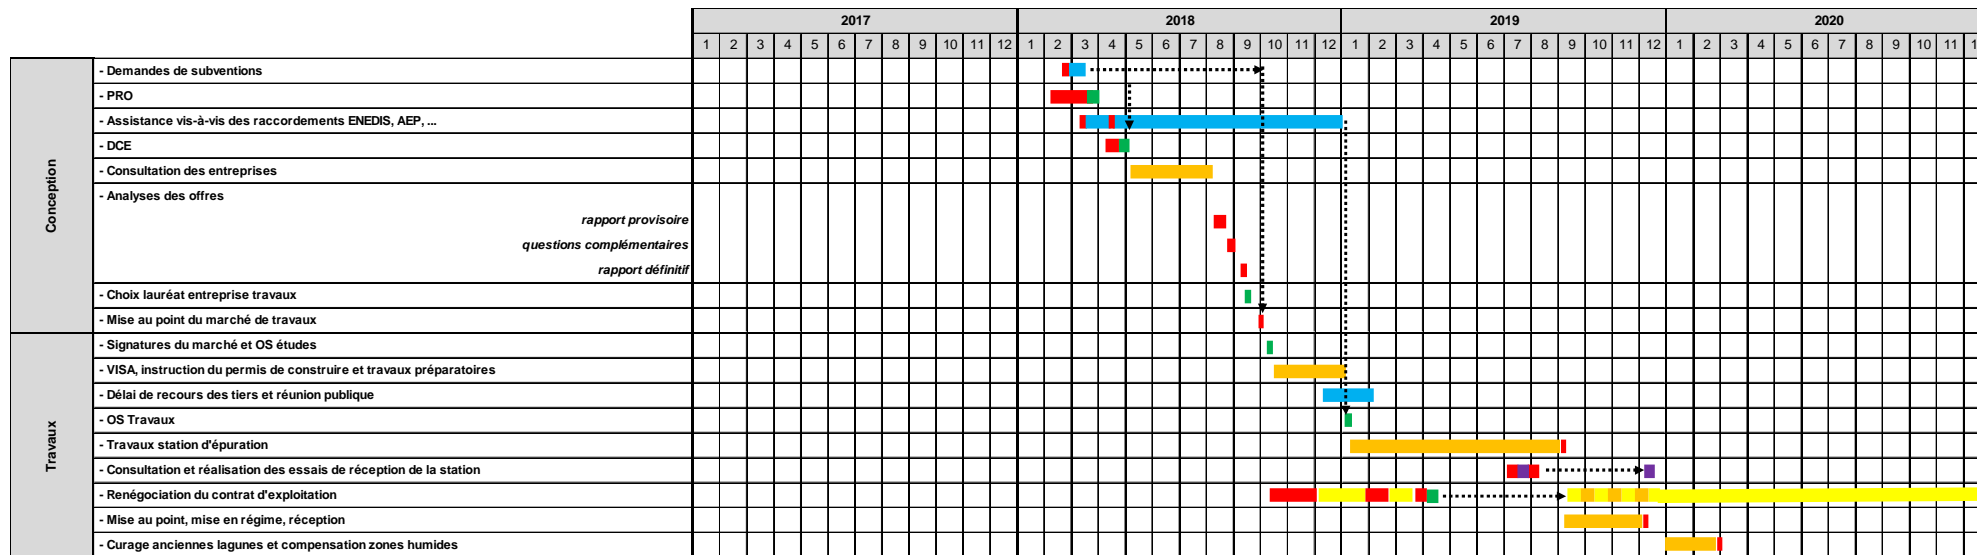 2017 2018 2019 2020
1 2 3 4 5 6 7 8 9 10 11 12 1 2 3 4 5 6 7 8 9 10 11 12 1 2 3 4 5 6 7 8 9 10 11 12 1 2 3 4 5 6 7 8 9 10 11 1
Conception
- Demandes de subventions
- PRO
- Assistance vis-à-vis des raccordements ENEDIS, AEP, ...
- DCE
- Consultation des entreprises
- Analyses des offres
rapport provisoire
questions complémentaires
rapport définitif
- Choix lauréat entreprise travaux
- Mise au point du marché de travaux
Travaux
- Signatures du marché et OS études
- VISA, instruction du permis de construire et travaux préparatoires
- Délai de recours des tiers et réunion publique
- OS Travaux
- Travaux station d'épuration
- Consultation et réalisation des essais de réception de la station
- Renégociation du contrat d'exploitation
- Mise au point, mise en régime, réception
- Curage anciennes lagunes et compensation zones humides